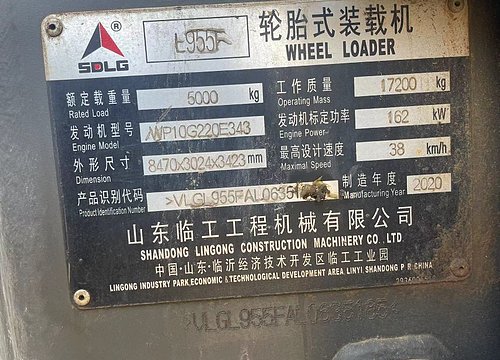 L955F 轮胎式装载机
SDLG ® WHEEL LOADER
额定载重量 5000 kg 工作质量 17200 kg
Rated Load Operating Mass
发动机型号 WP10G220E343 发动机标定功率 162 kW
Engine Model Engine Power
外形尺寸 8470×3024×3423 mm 最高设计速度 38 km/h
Dimension Maximal Speed
产品识别代码 >VLGL955FAL06351 制造年度 2020
Product Identification Number Manufacturing Year
山东临工工程机械有限公司
SHANDONG LINGONG CONSTRUCTION MACHINERY CO., LTD.
中国·山东·临沂经济技术开发区临工工业园
LINGONG INDUSTRY PARK,ECONOMIC & TECHNOLOGICAL DEVELOPMENT AREA LINYI, SHANDONG P R CHINA